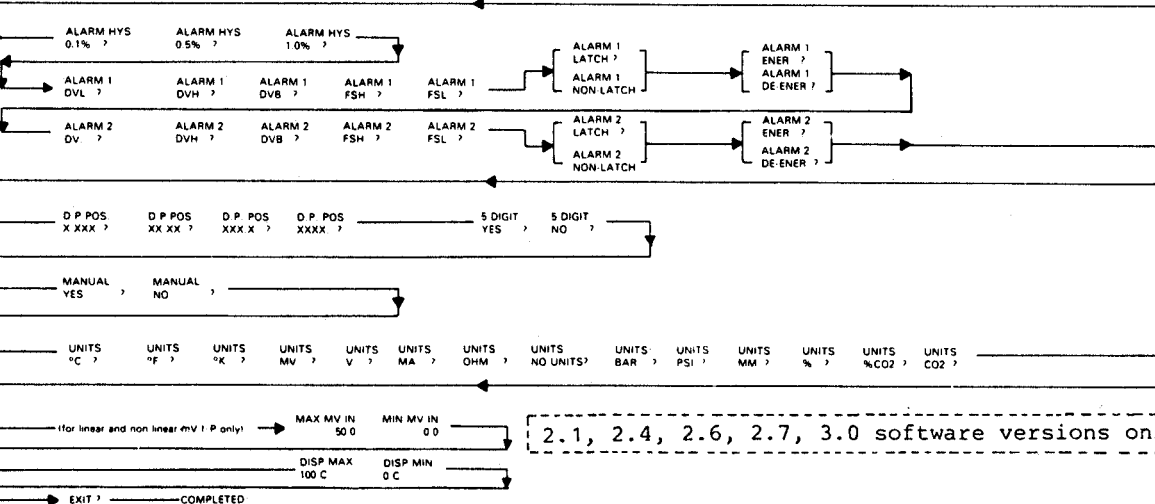 ALARM HYS ALARM HYS ALARM HYS
0.1% ? 0.5% ? 1.0% ?
ALARM 1
LATCH ?
ALARM 1
NON-LATCH
ALARM 1
ENER ?
ALARM 1
DE-ENER ?
ALARM 1 ALARM 1 ALARM 1 ALARM 1 ALARM 1
DVL ? DVH ? DVB ? FSH ? FSL ?
ALARM 2 ALARM 2 ALARM 2 ALARM 2 ALARM 2
DV. ? DVH ? DVB ? FSH ? FSL ?
ALARM 2
LATCH ?
ALARM 2
NON-LATCH
ALARM 2
ENER ?
ALARM 2
DE-ENER ?
D.P POS. D.P POS D.P. POS D.P. POS 5 DIGIT 5 DIGIT
X.XXX ? XX.XX ? XXX.X ? XXXX. ? YES ? NO ?
MANUAL MANUAL
YES ? NO ?
UNITS UNITS UNITS UNITS UNITS UNITS UNITS UNITS UNITS UNITS UNITS UNITS UNITS UNITS
°C ? °F ? °K ? MV ? V ? MA ? OHM ? NO UNITS? BAR ? PSI ? MM ? % ? %CO2 ? CO2 ?
(for linear and non linear mV I P only) MAX MV IN MIN MV IN
50.0 0.0
2.1, 2.4, 2.6, 2.7, 3.0 software versions on
DISP MAX DISP MIN
100 C 0 C
EXIT ? COMPLETED